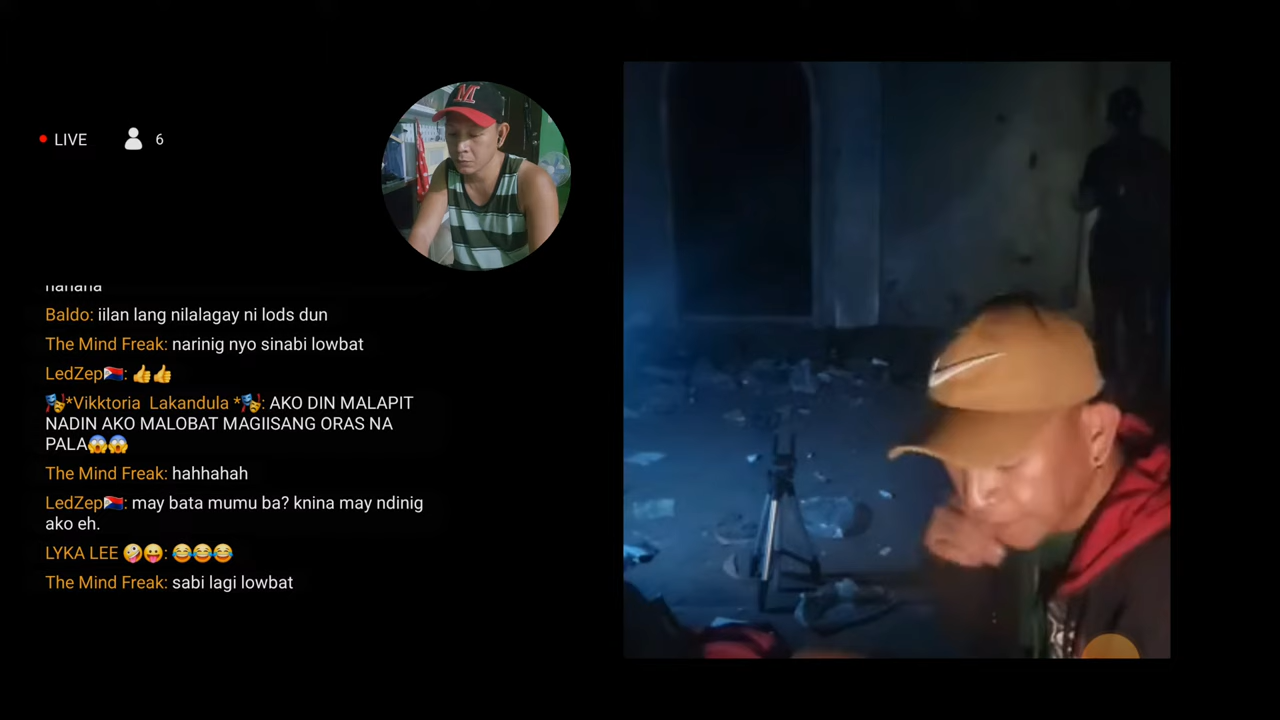 LIVE 6
M
hahaha
Baldo: iilan lang nilalagay ni lods dun
The Mind Freak: narinig nyo sinabi lowbat
LedZep🇵🇭: 👍👍
🎭*Vikktoria Lakandula *🎭: AKO DIN MALAPIT
NADIN AKO MALOBAT MAGIISANG ORAS NA
PALA😱😱
The Mind Freak: hahhahah
LedZep🇵🇭: may bata mumu ba? knina may ndinig
ako eh.
LYKA LEE 🤪😛: 😂😂😂
The Mind Freak: sabi lagi lowbat